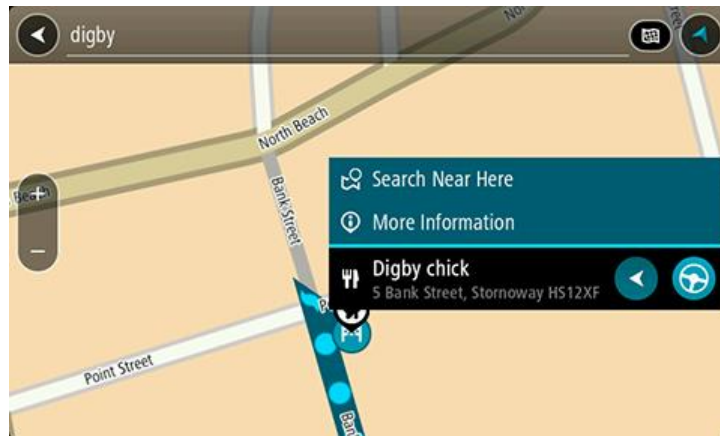 digby
North Beach
Beach
Bank Street
Search Near Here
More Information
Digby chick
5 Bank Street, Stornoway HS12XF
Point Street